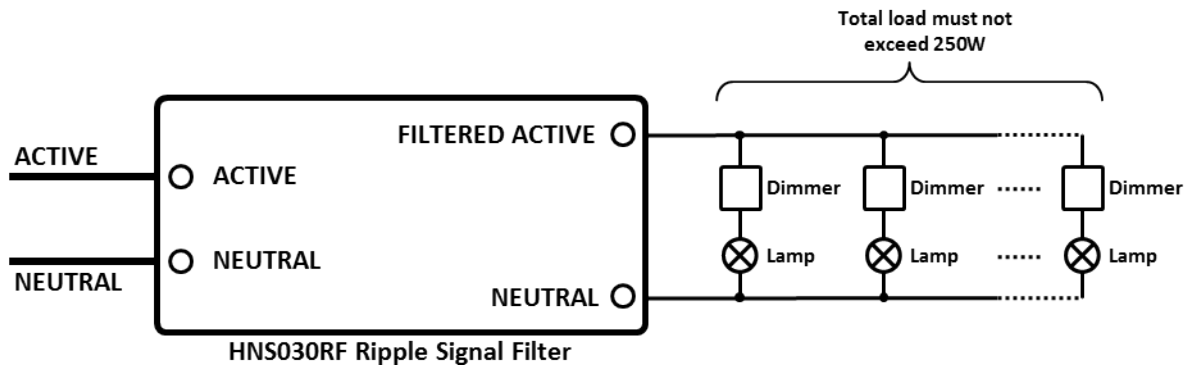 Total load must not
exceed 250W
FILTERED ACTIVE
ACTIVE
ACTIVE
Dimmer
Dimmer
......
Dimmer
NEUTRAL
Lamp
Lamp
......
Lamp
NEUTRAL
NEUTRAL
HNS030RF Ripple Signal Filter